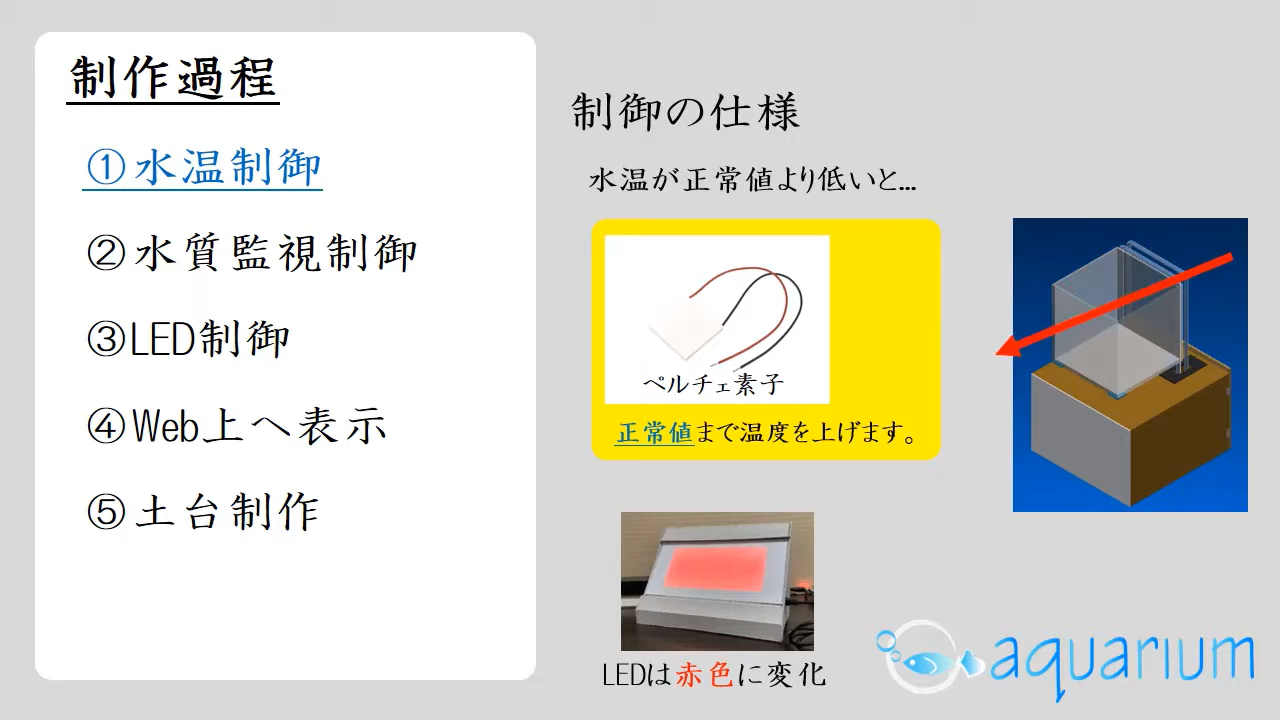 制作過程
①水温制御
②水質監視制御
③LED制御
④Web上へ表示
⑤土台制作
制御の仕様
水温が正常値より低いと...
ペルチェ素子
正常値まで温度を上げます。
LEDは赤色に変化
aquarium